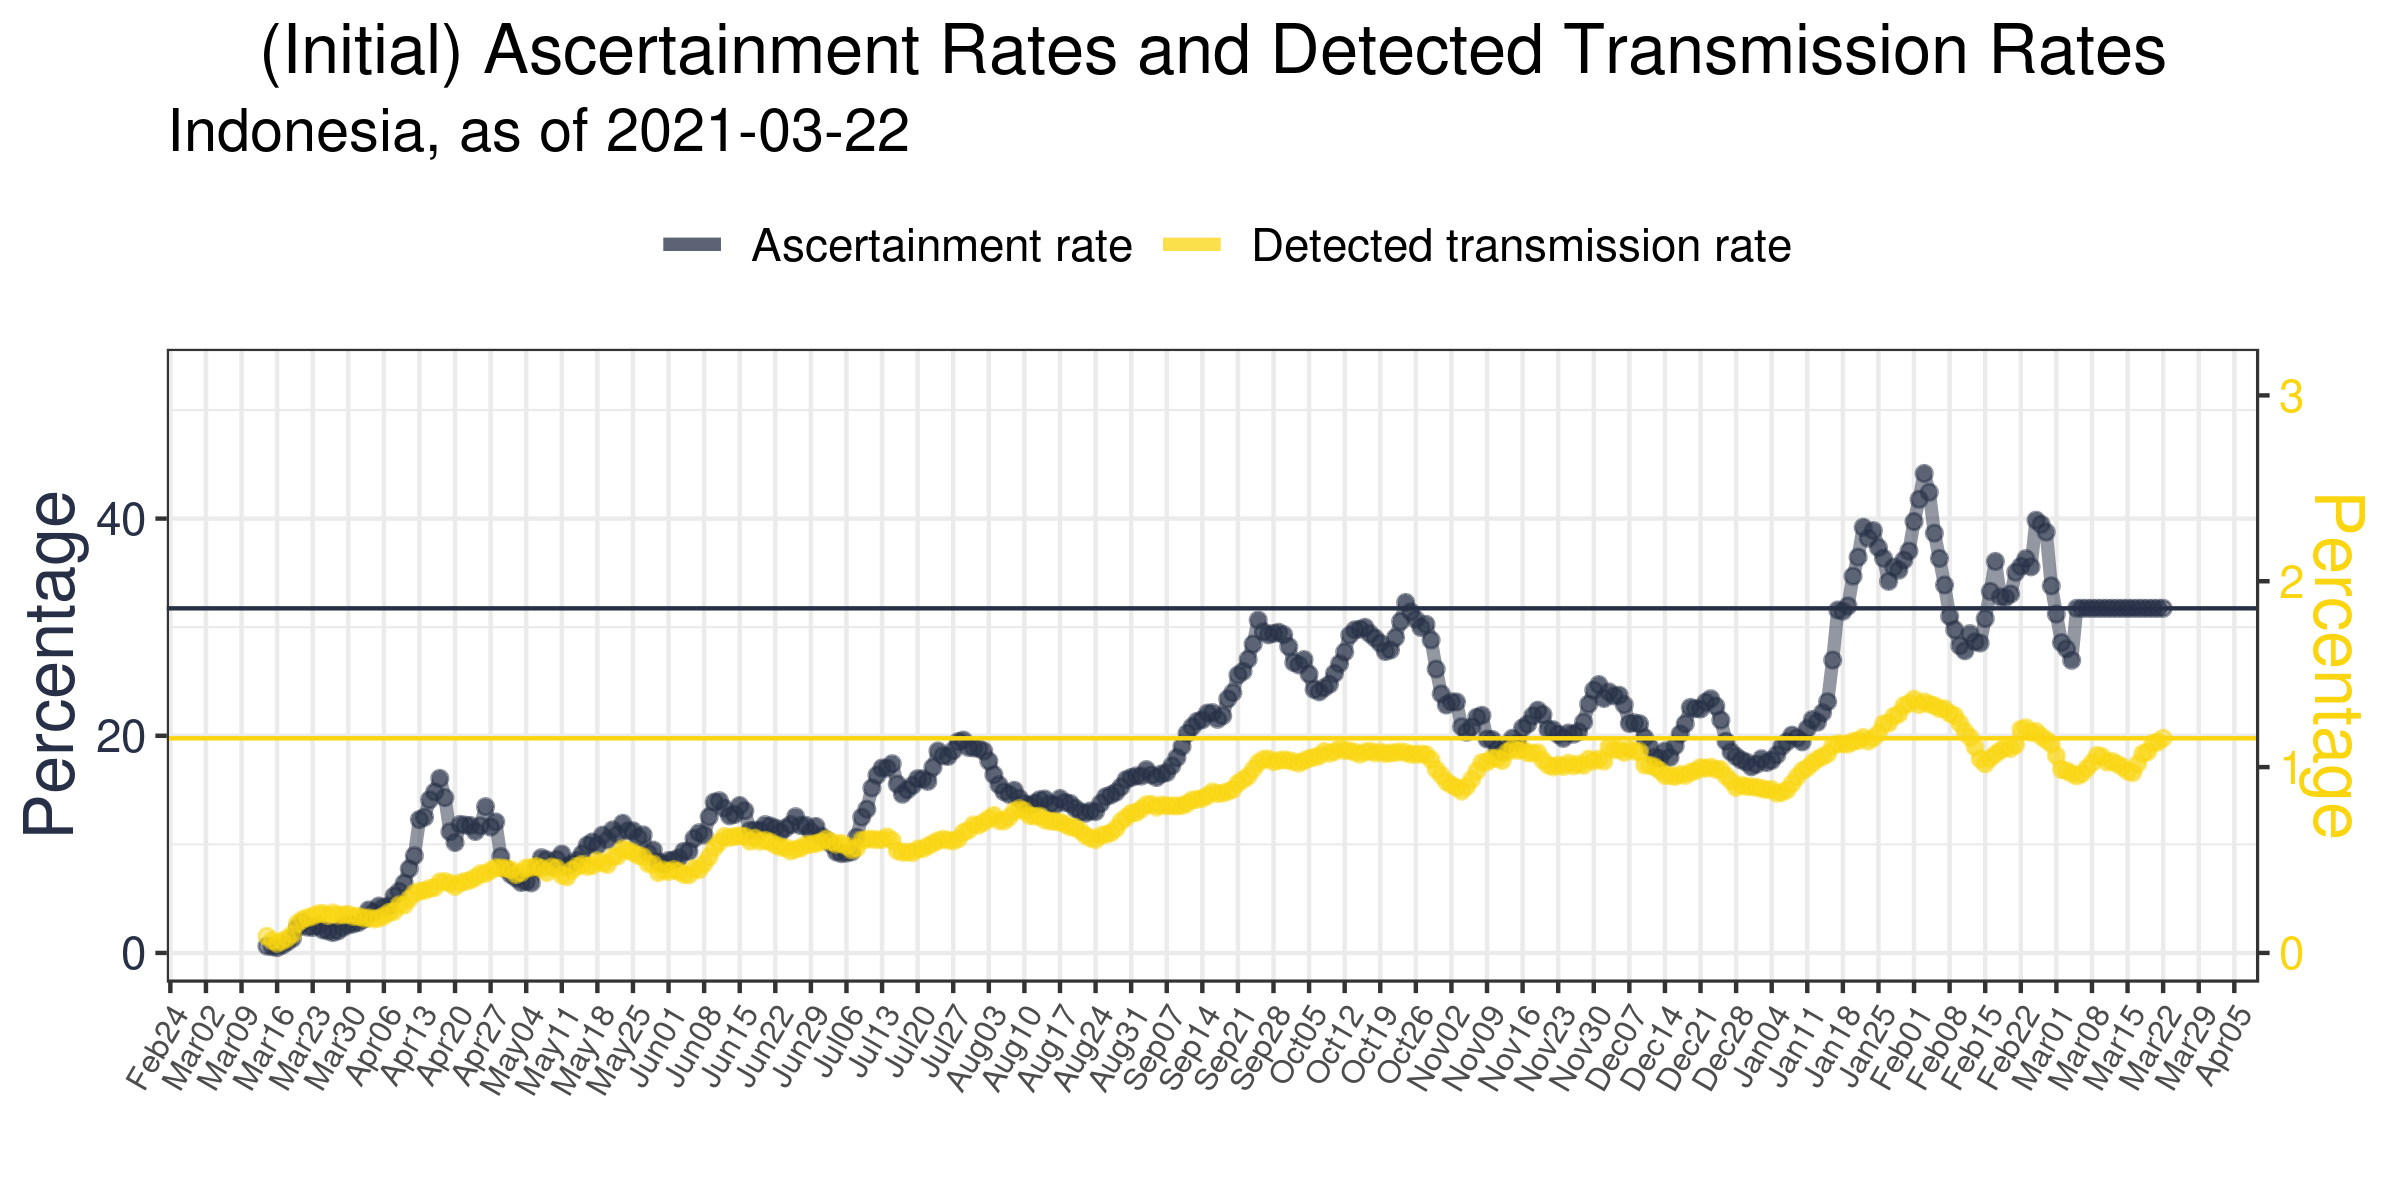 (Initial) Ascertainment Rates and Detected Transmission Rates
Indonesia, as of 2021-03-22
Ascertainment rate
Detected transmission rate
Percentage
40
20
0
3
2
1
0
Percentage
Feb24
Mar02
Mar09
Mar16
Mar23
Mar30
Apr06
Apr13
Apr20
Apr27
May04
May11
May18
May25
Jun01
Jun08
Jun15
Jun22
Jun29
Jul06
Jul13
Jul20
Jul27
Aug03
Aug10
Aug17
Aug24
Aug31
Sep07
Sep14
Sep21
Sep28
Oct05
Oct12
Oct19
Oct26
Nov02
Nov09
Nov16
Nov23
Nov30
Dec07
Dec14
Dec21
Dec28
Jan04
Jan11
Jan18
Jan25
Feb01
Feb08
Feb15
Feb22
Mar01
Mar08
Mar15
Mar22
Mar29
Apr05